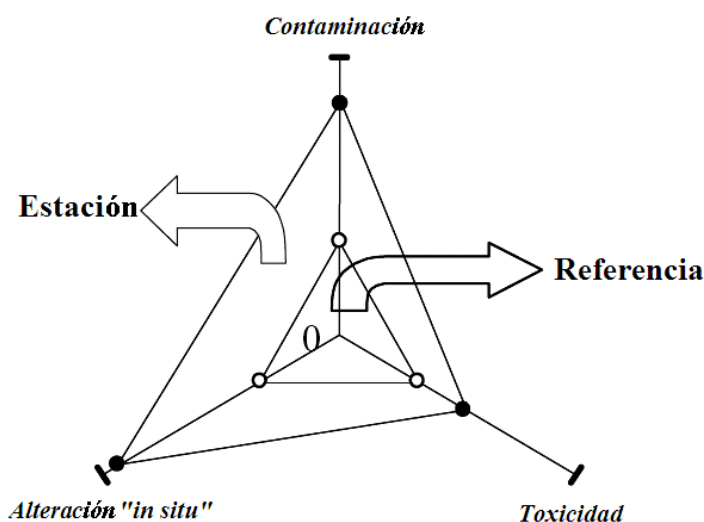 Contaminación
Estación
Referencia
0
Alteración "in situ"
Toxicidad